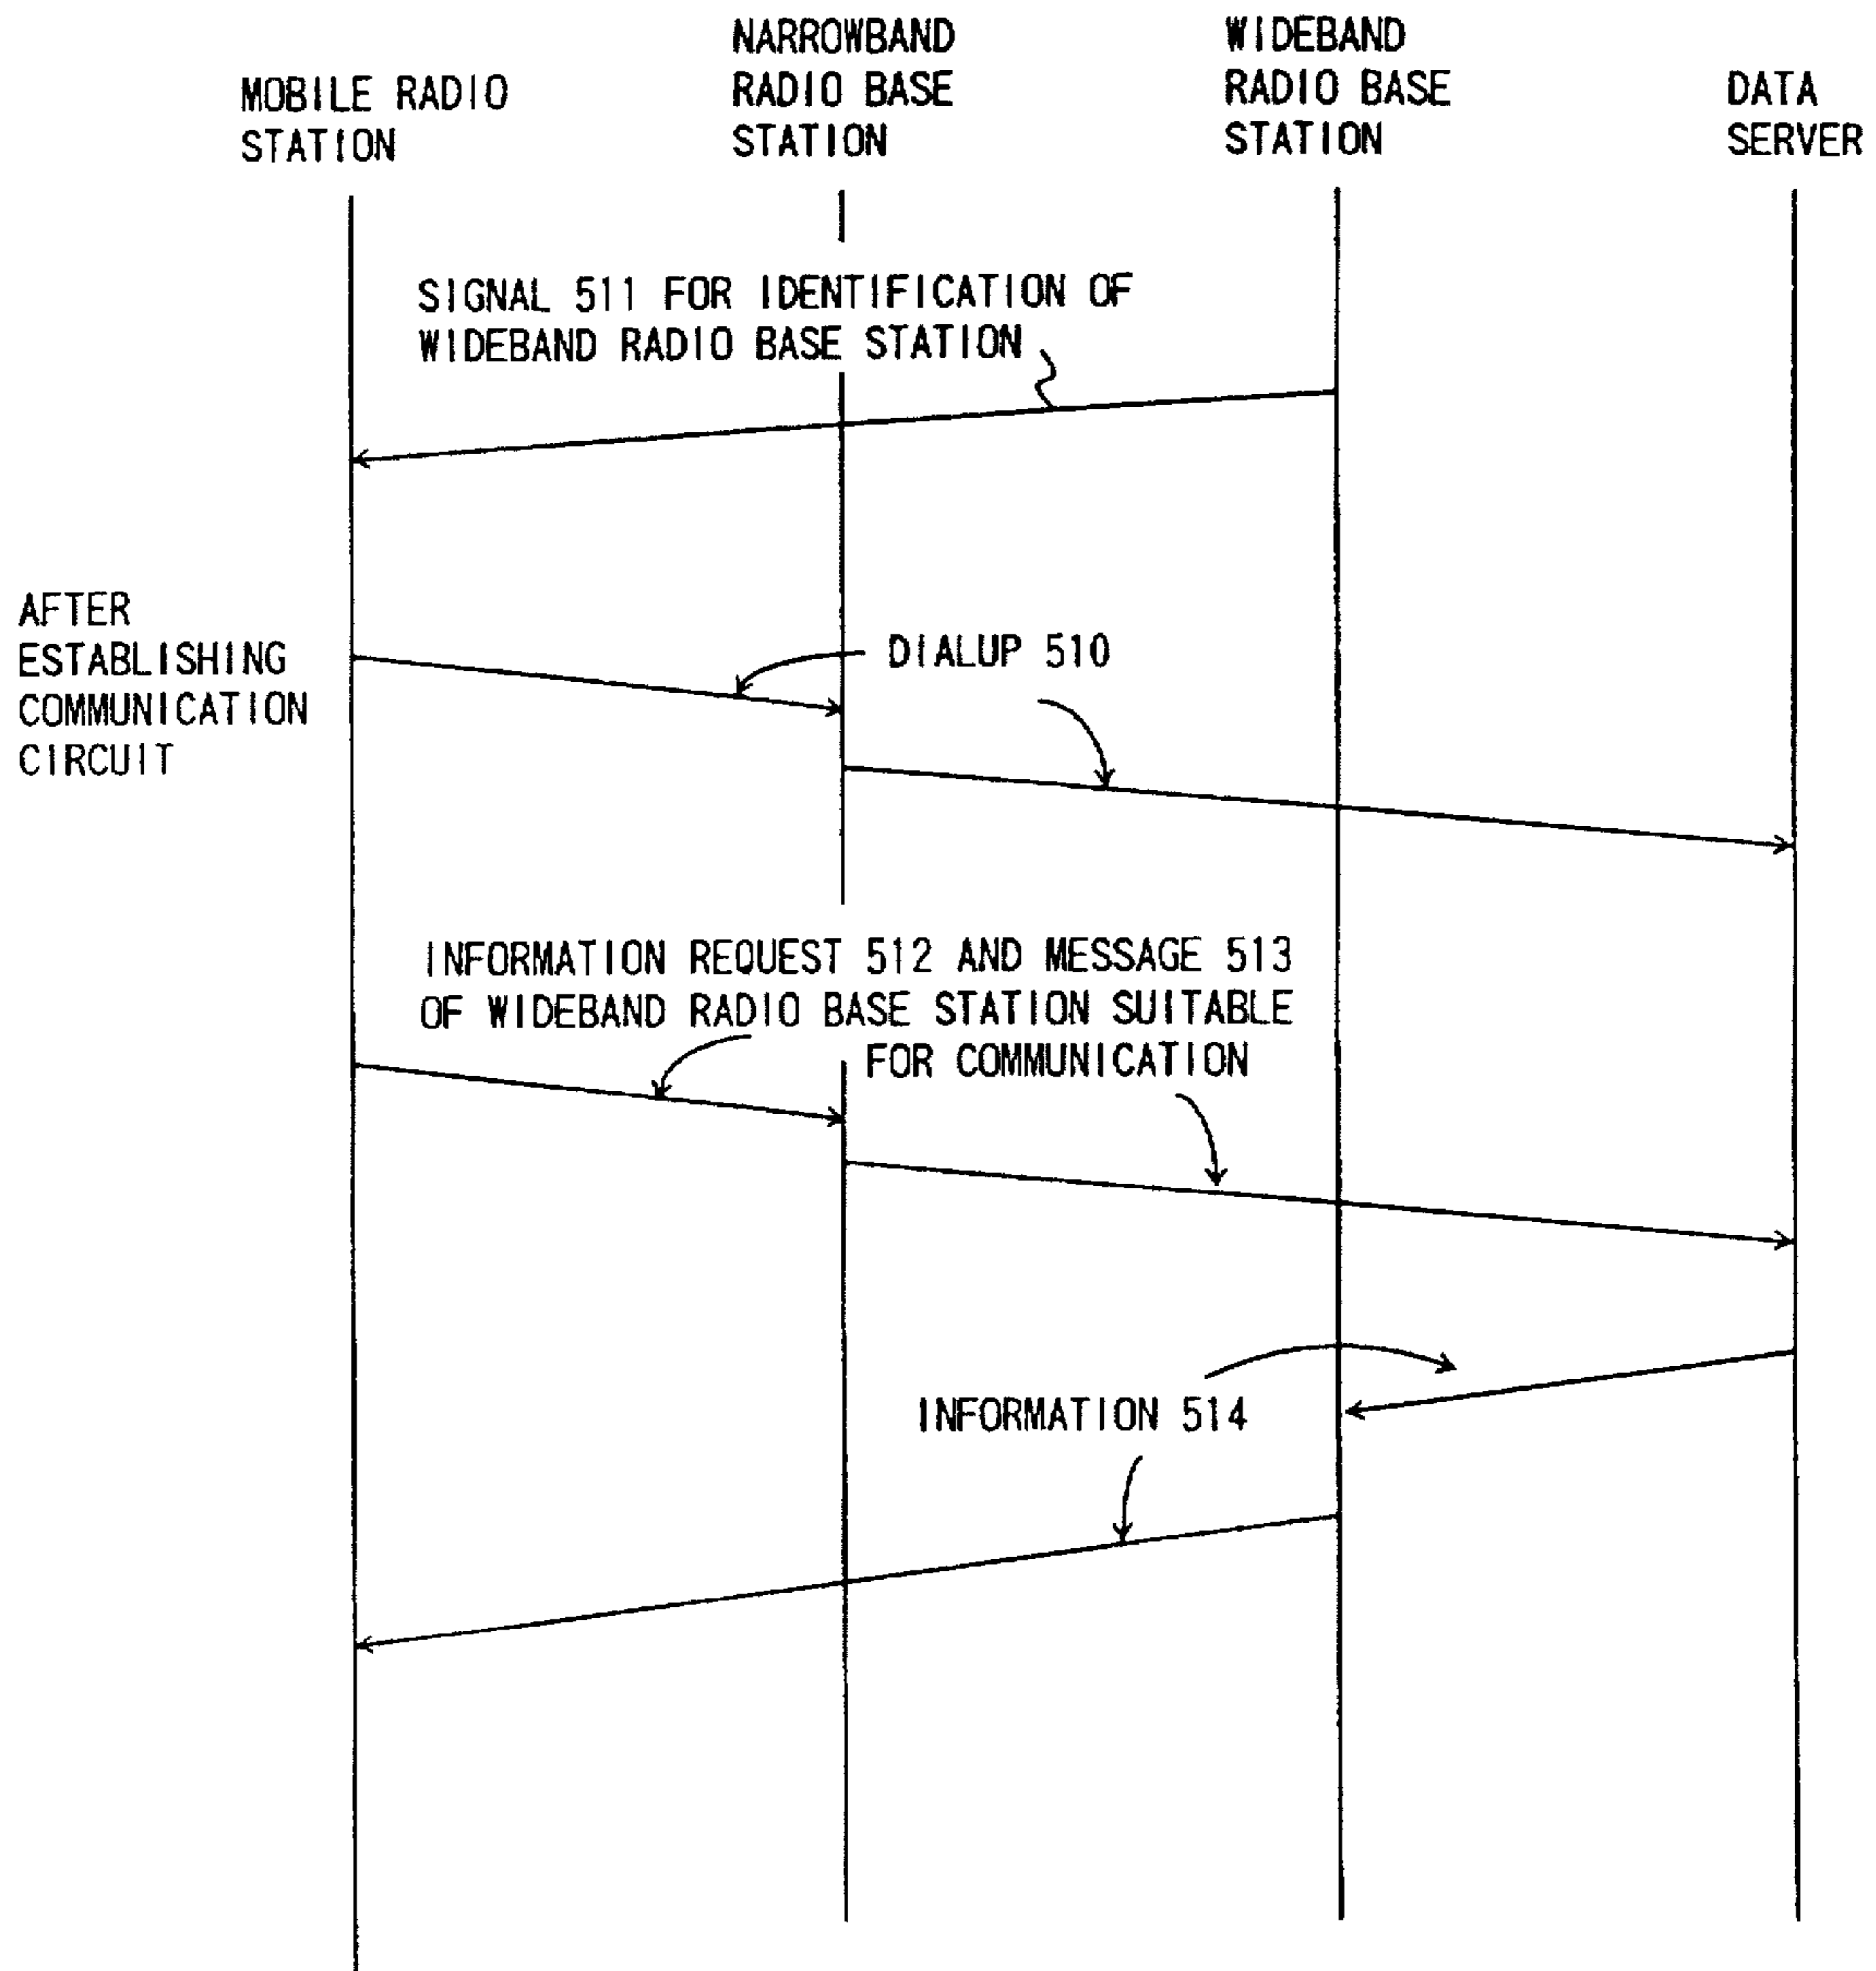 MOBILE RADIO
STATION
NARROWBAND
RADIO BASE
STATION
WIDEBAND
RADIO BASE
STATION
DATA
SERVER
SIGNAL 511 FOR IDENTIFICATION OF
WIDEBAND RADIO BASE STATION
AFTER
ESTABLISHING
COMMUNICATION
CIRCUIT
DIALUP 510
INFORMATION REQUEST 512 AND MESSAGE 513
OF WIDEBAND RADIO BASE STATION SUITABLE
FOR COMMUNICATION
INFORMATION 514